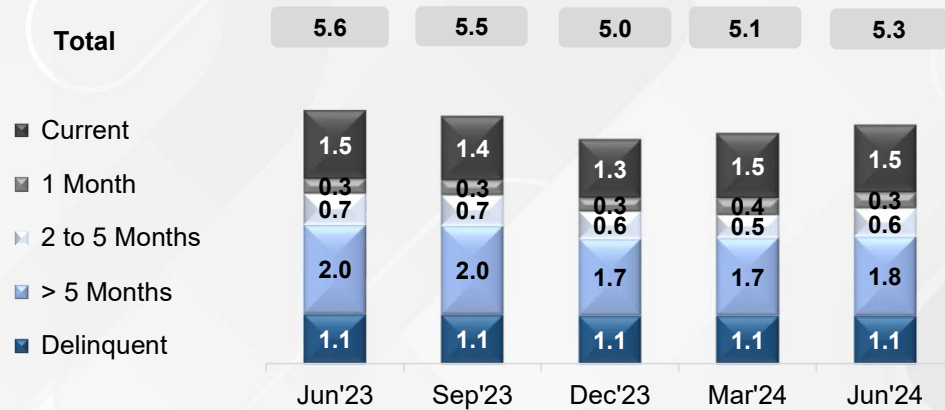 Total 5.6 5.5 5.0 5.1 5.3
Current 1.5 1.4 1.3 1.5 1.5
1 Month 0.3 0.3 0.3 0.4 0.3
2 to 5 Months 0.7 0.7 0.6 0.5 0.6
> 5 Months 2.0 2.0 1.7 1.7 1.8
Delinquent 1.1 1.1 1.1 1.1 1.1
Jun'23 Sep'23 Dec'23 Mar'24 Jun'24